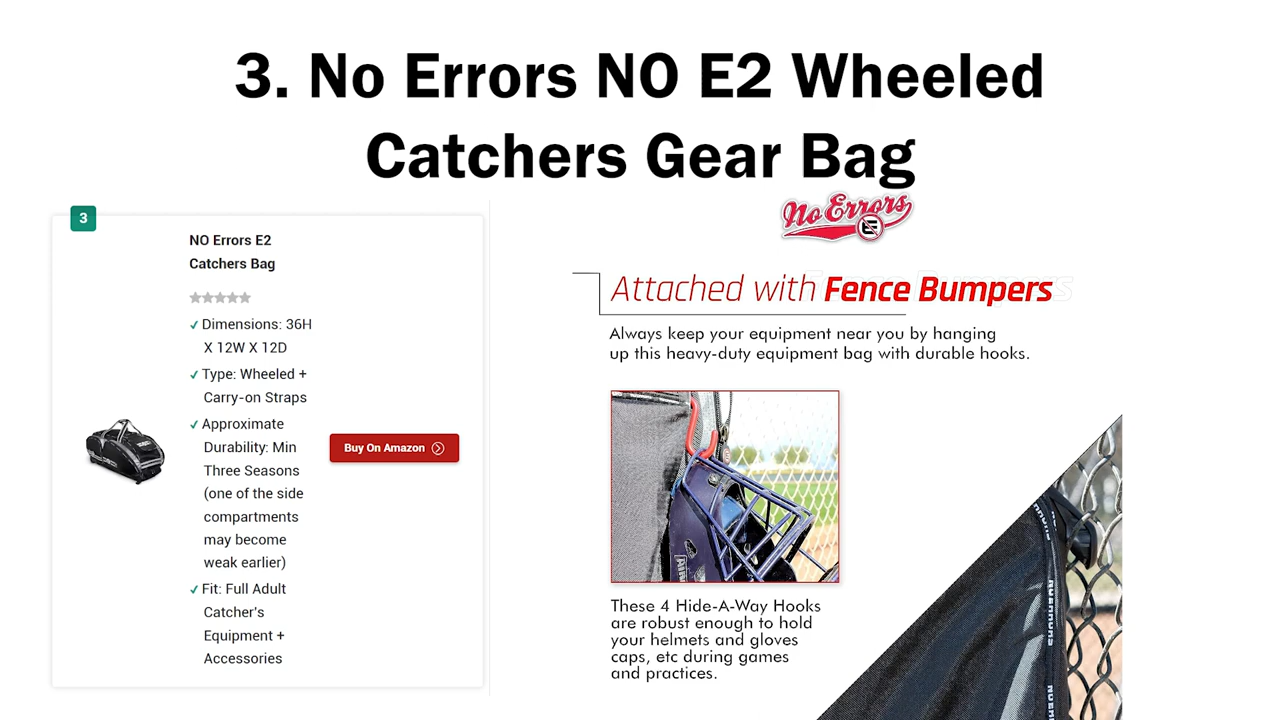 3. No Errors NO E2 Wheeled
Catchers Gear Bag
3
NO Errors E2
Catchers Bag
Dimensions: 36H
X 12W X 12D
Type: Wheeled +
Carry-on Straps
Approximate
Durability: Min
Three Seasons
(one of the side
compartments
may become
weak earlier)
Fit: Full Adult
Catcher's
Equipment +
Accessories
Buy On Amazon
No Errors
E
Attached with Fence Bumpers
Always keep your equipment near you by hanging
up this heavy-duty equipment bag with durable hooks.
These 4 Hide-A-Way Hooks
are robust enough to hold
your helmets and gloves
caps, etc during games
and practices.
NOERRORS